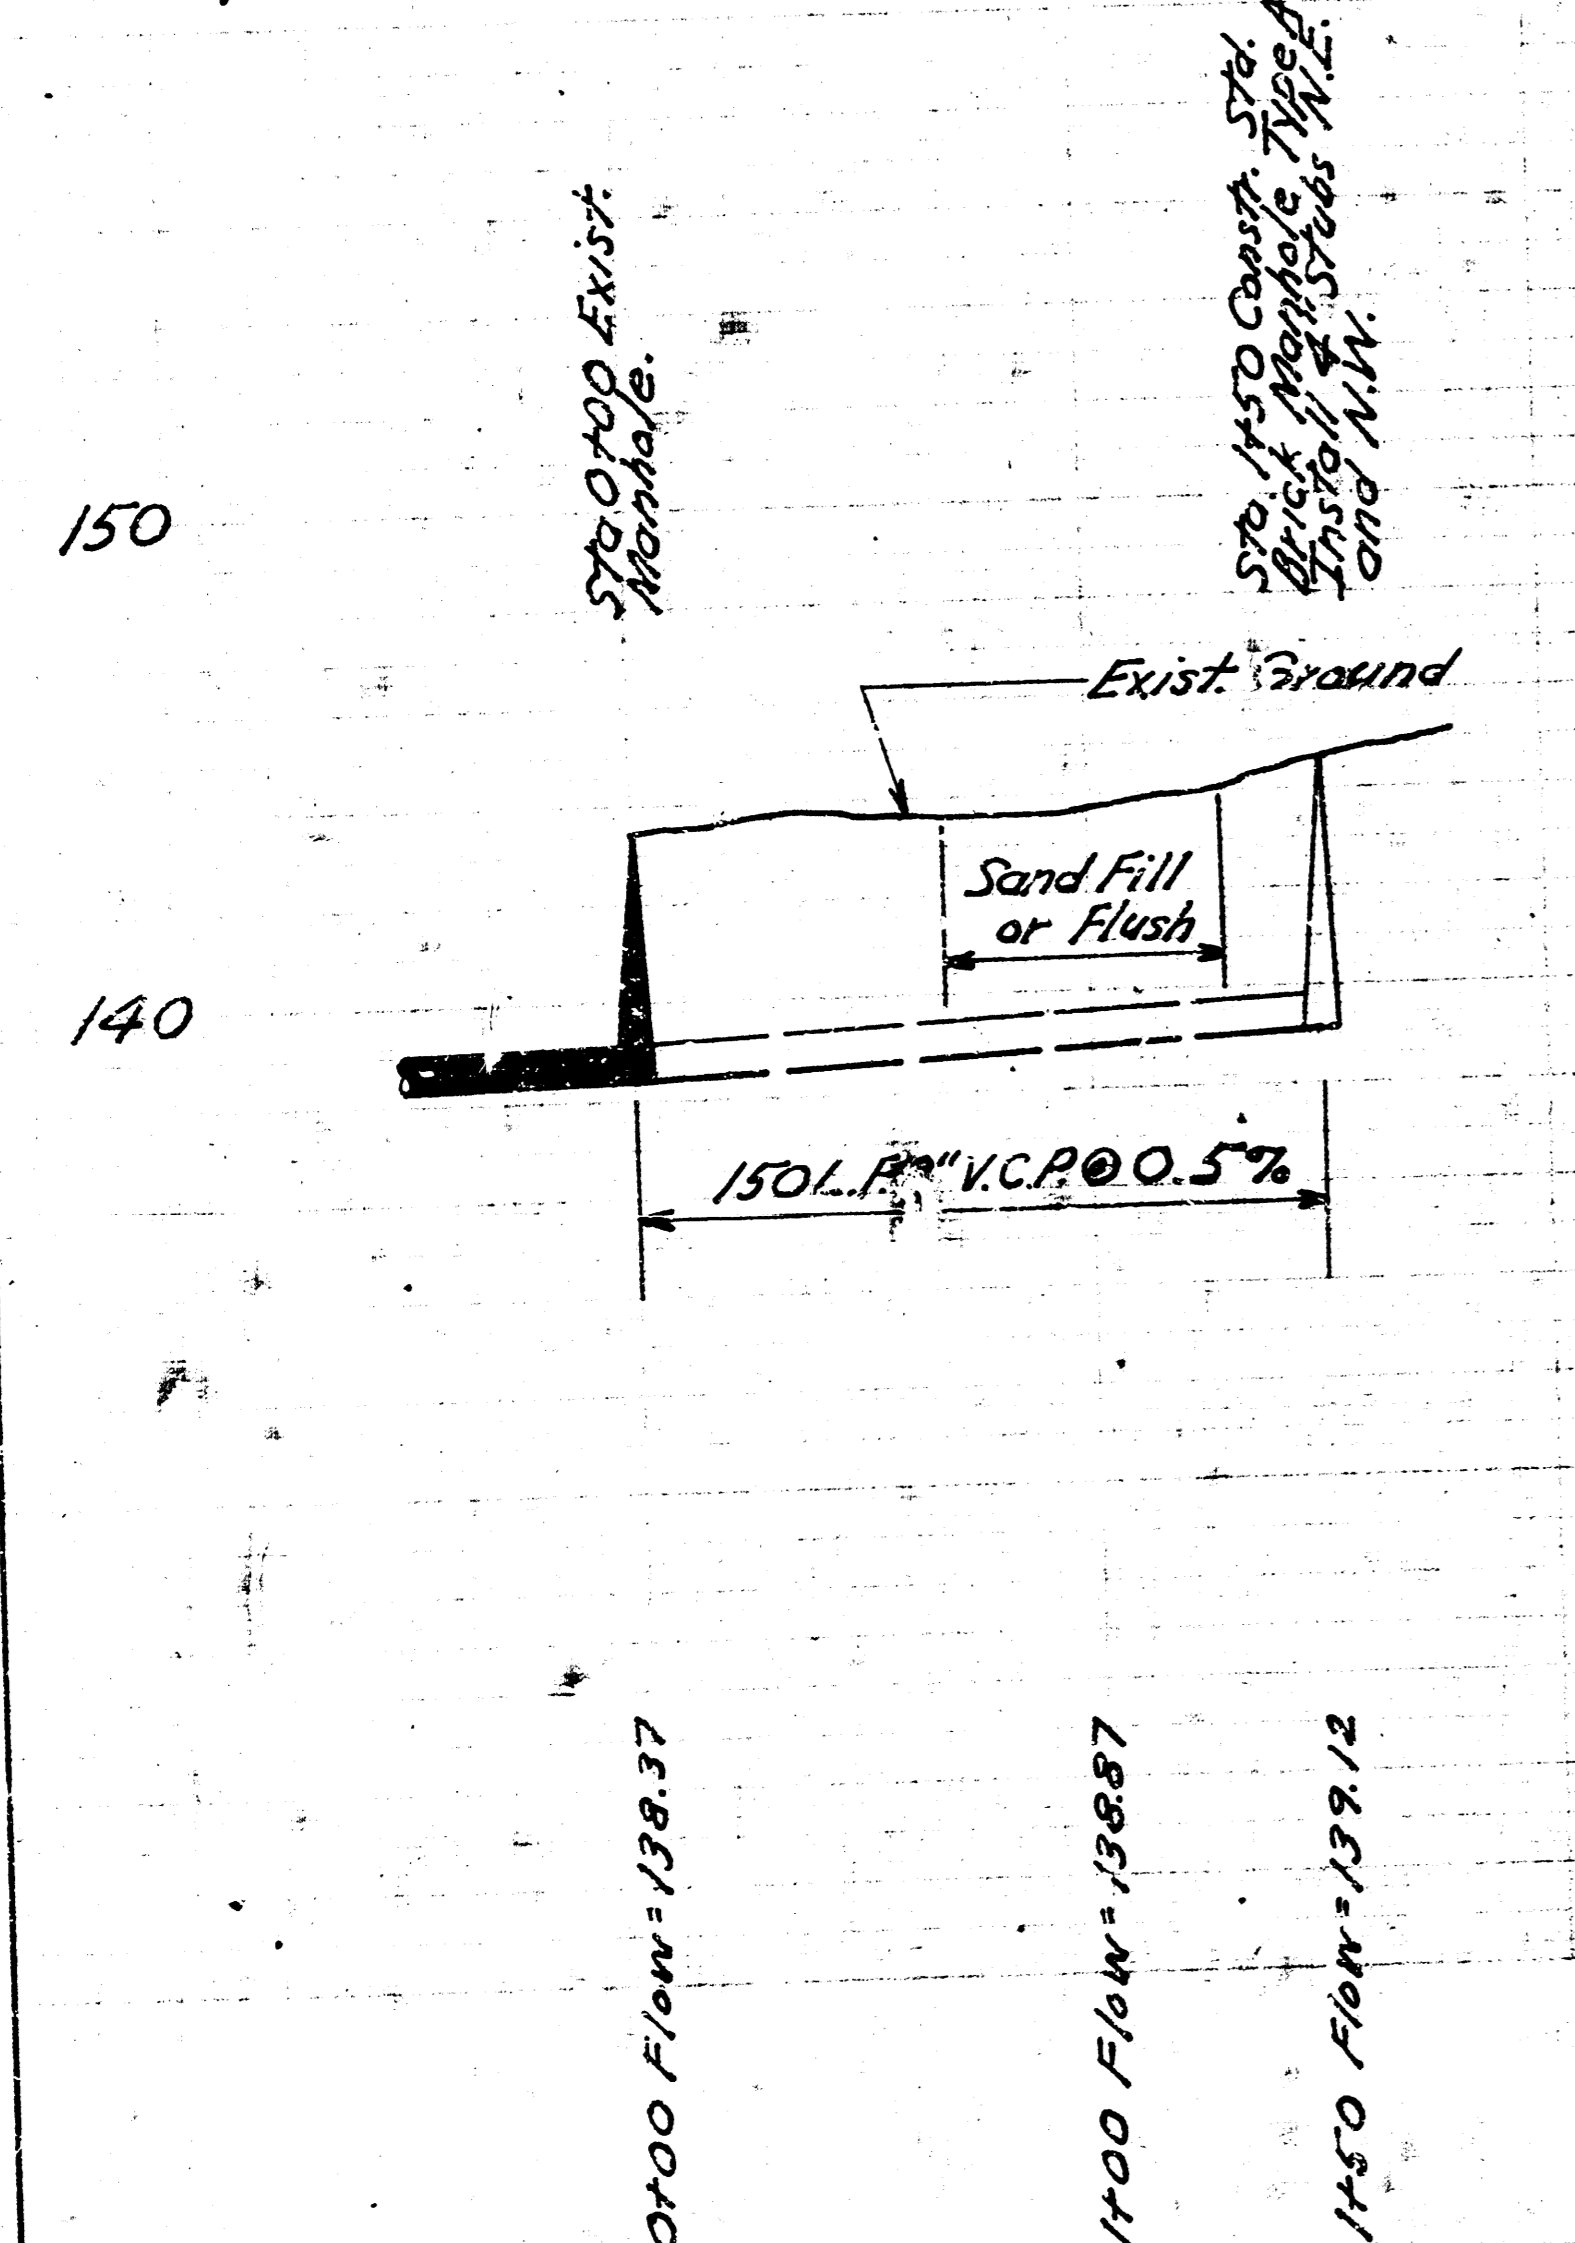 Sta 0+00 Exist.
Manhole.
Sta. 1+50 Constr. Std.
Brick Manhole Type A
Install 4 Stubs N.E.
and N.W.
150
Exist. Ground
Sand Fill
or Flush
140
150 L.F. V.C.P. @ 0.5%
0+00 Flow=138.37
1+00 Flow=138.87
1+50 Flow=139.12